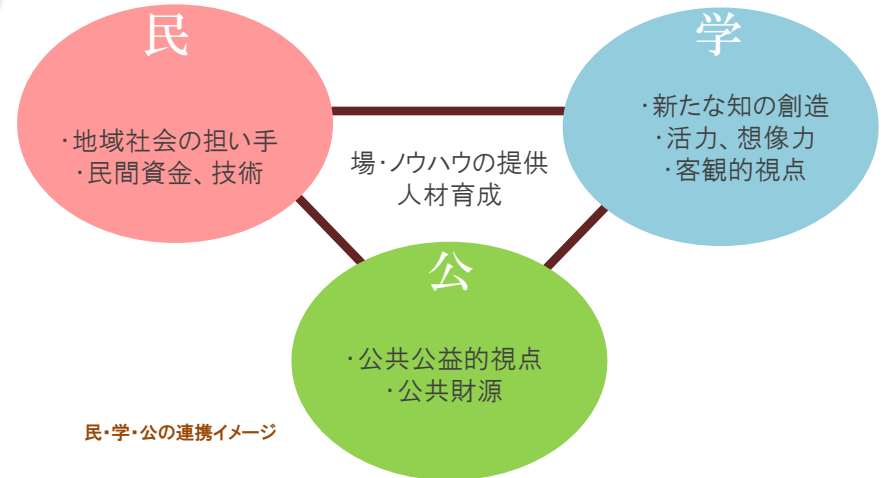 民
・地域社会の担い手
・民間資金、技術
学
・新たな知の創造
・活力、想像力
・客観的視点
場・ノウハウの提供
人材育成
公
・公共公益的視点
・公共財源
民・学・公の連携イメージ